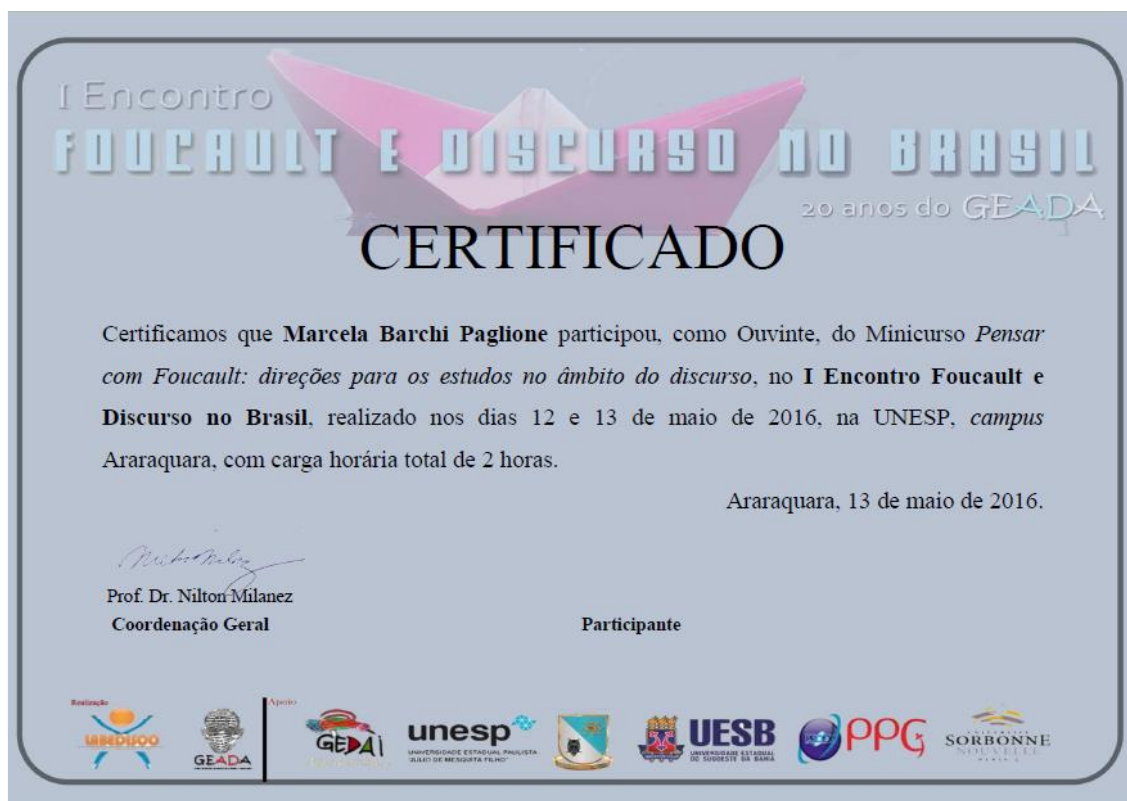 I Encontro
FOUCAULT E DISCURSO NO BRASIL
20 anos do GEADA
CERTIFICADO
Certificamos que Marcela Barchi Paglione participou, como Ouvinte, do Minicurso Pensar
com Foucault: direções para os estudos no âmbito do discurso, no I Encontro Foucault e
Discurso no Brasil, realizado nos dias 12 e 13 de maio de 2016, na UNESP, campus
Araraquara, com carga horária total de 2 horas.
Araraquara, 13 de maio de 2016.
Prof. Dr. Nilton Milanez
Coordenação Geral
Participante
Realização
Apoio
LABEDISCO
GEADA
GEDAI
unesp
UNIVERSIDADE ESTADUAL PAULISTA
"JÚLIO DE MESQUITA FILHO"
UESB
UNIVERSIDADE ESTADUAL
DO SUDOESTE DA BAHIA
PPG
SORBONNE
NOUVELLE